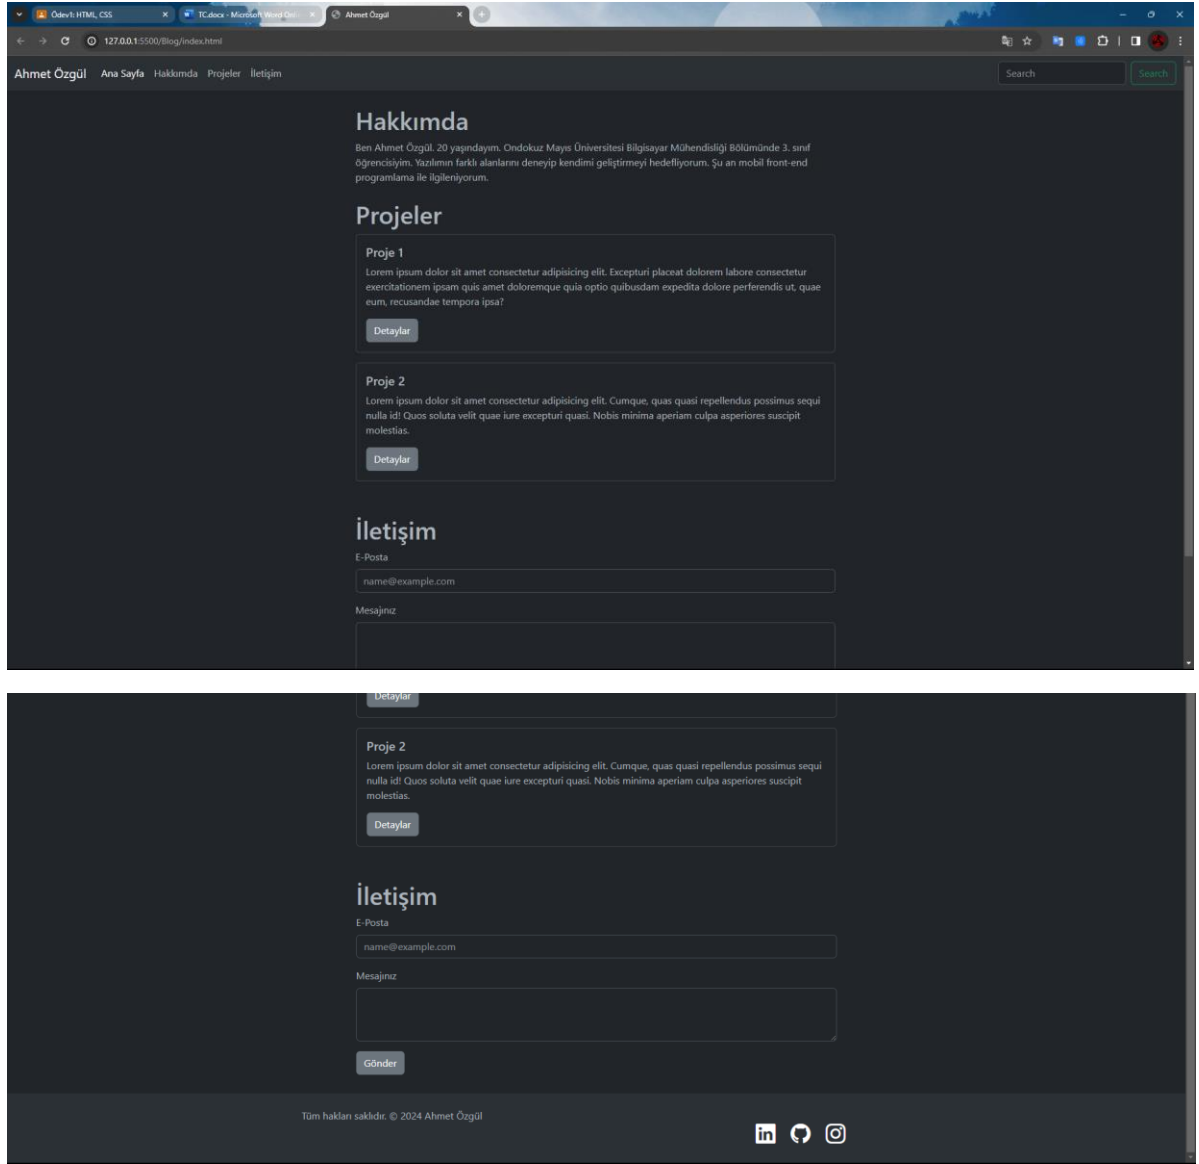 Ödev1: HTML, CSS
TC.docx - Microsoft Word Onl
Ahmet Özgül
127.0.0.1:5500/Blog/index.html
Ahmet Özgül Ana Sayfa Hakkımda Projeler İletişim Search Search
Hakkımda
Ben Ahmet Özgül. 20 yaşındayım. Ondokuz Mayıs Üniversitesi Bilgisayar Mühendisliği Bölümünde 3. sınıf
öğrencisiyim. Yazılımın farklı alanlarını deneyip kendimi geliştirmeyi hedefliyorum. Şu an mobil front-end
programlama ile ilgileniyorum.
Projeler
Proje 1
Lorem ipsum dolor sit amet consectetur adipisicing elit. Excepturi placeat dolorem labore consectetur
exercitationem ipsam quis amet doloremque quia optio quibusdam expedita dolore perferendis ut, quae
eum, recusandae tempora ipsa?
Detaylar
Proje 2
Lorem ipsum dolor sit amet consectetur adipisicing elit. Cumque, quas quasi repellendus possimus sequi
nulla id! Quos soluta velit quae iure excepturi quasi. Nobis minima aperiam culpa asperiores suscipit
molestias.
Detaylar
İletişim
E-Posta
name@example.com
Mesajınız
Detaylar
Proje 2
Lorem ipsum dolor sit amet consectetur adipisicing elit. Cumque, quas quasi repellendus possimus sequi
nulla id! Quos soluta velit quae iure excepturi quasi. Nobis minima aperiam culpa asperiores suscipit
molestias.
Detaylar
İletişim
E-Posta
name@example.com
Mesajınız
Gönder
Tüm hakları saklıdır. © 2024 Ahmet Özgül
in